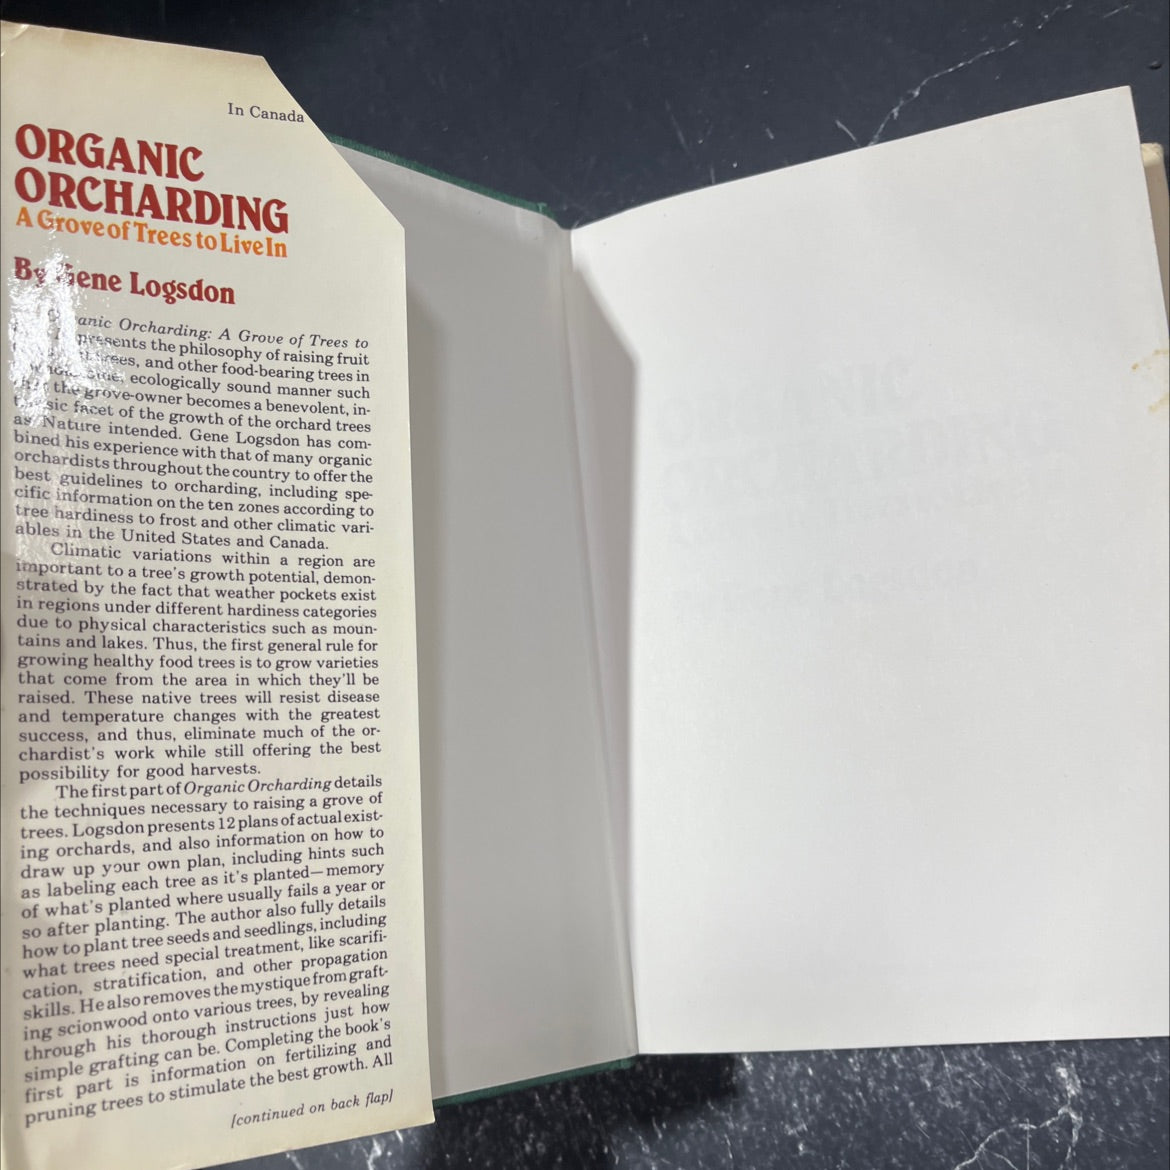 In Canada
ORGANIC
ORCHARDING
A Grove of Trees to Live In
By Gene Logsdon
Organic Orcharding: A Grove of Trees to
presents the philosophy of raising fruit
trees, and other food-bearing trees in
ecologically sound manner such
the grove-owner becomes a benevolent, in-
facet of the growth of the orchard trees
as Nature intended. Gene Logsdon has com-
bined his experience with that of many organic
orchardists throughout the country to offer the
best guidelines to orcharding, including spe-
cific information on the ten zones according to
tree hardiness to frost and other climatic vari-
ables in the United States and Canada.
Climatic variations within a region are
important to a tree's growth potential, demon-
strated by the fact that weather pockets exist
in regions under different hardiness categories
due to physical characteristics such as moun-
tains and lakes. Thus, the first general rule for
growing healthy food trees is to grow varieties
that come from the area in which they'll be
raised. These native trees will resist disease
and temperature changes with the greatest
success, and thus, eliminate much of the or-
chardist's work while still offering the best
possibility for good harvests.
The first part of Organic Orcharding details
the techniques necessary to raising a grove of
trees. Logsdon presents 12 plans of actual exist-
ing orchards, and also information on how to
draw up your own plan, including hints such
as labeling each tree as it's planted—memory
of what's planted where usually fails a year or
so after planting. The author also fully details
how to plant tree seeds and seedlings, including
what trees need special treatment, like scarifi-
cation, stratification, and other propagation
skills. He also removes the mystique from graft-
ing scionwood onto various trees, by revealing
through his thorough instructions just how
simple grafting can be. Completing the book's
first part is information on fertilizing and
pruning trees to stimulate the best growth. All
[continued on back flap]